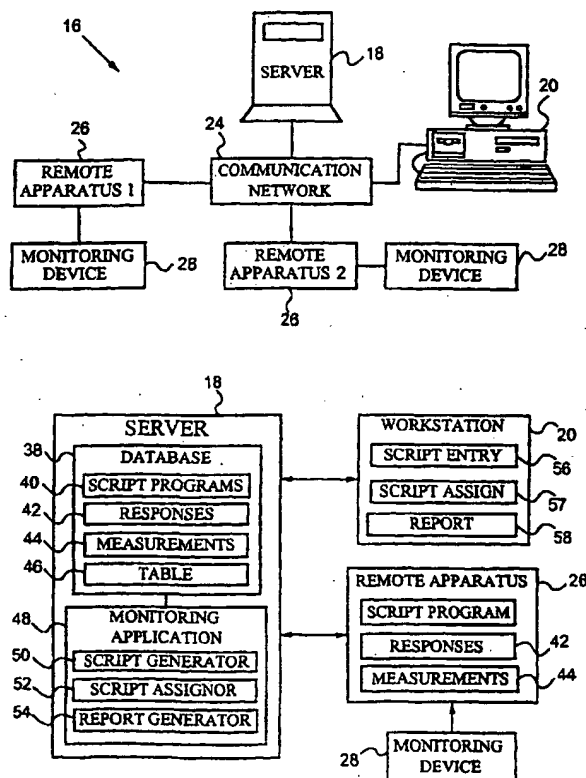 16
SERVER
18
20
24
26
COMMUNICATION
NETWORK
REMOTE
APPARATUS 1
MONITORING
DEVICE
28
REMOTE
APPARATUS 2
26
MONITORING
DEVICE
28
18
SERVER
38
DATABASE
40
SCRIPT PROGRAMS
42
RESPONSES
44
MEASUREMENTS
46
TABLE
48
MONITORING
APPLICATION
50
SCRIPT GENERATOR
52
SCRIPT ASSIGNOR
54
REPORT GENERATOR
WORKSTATION
20
SCRIPT ENTRY
56
SCRIPT ASSIGN
57
REPORT
58
REMOTE APPARATUS
26
SCRIPT PROGRAM
RESPONSES
42
MEASUREMENTS
44
28
MONITORING
DEVICE